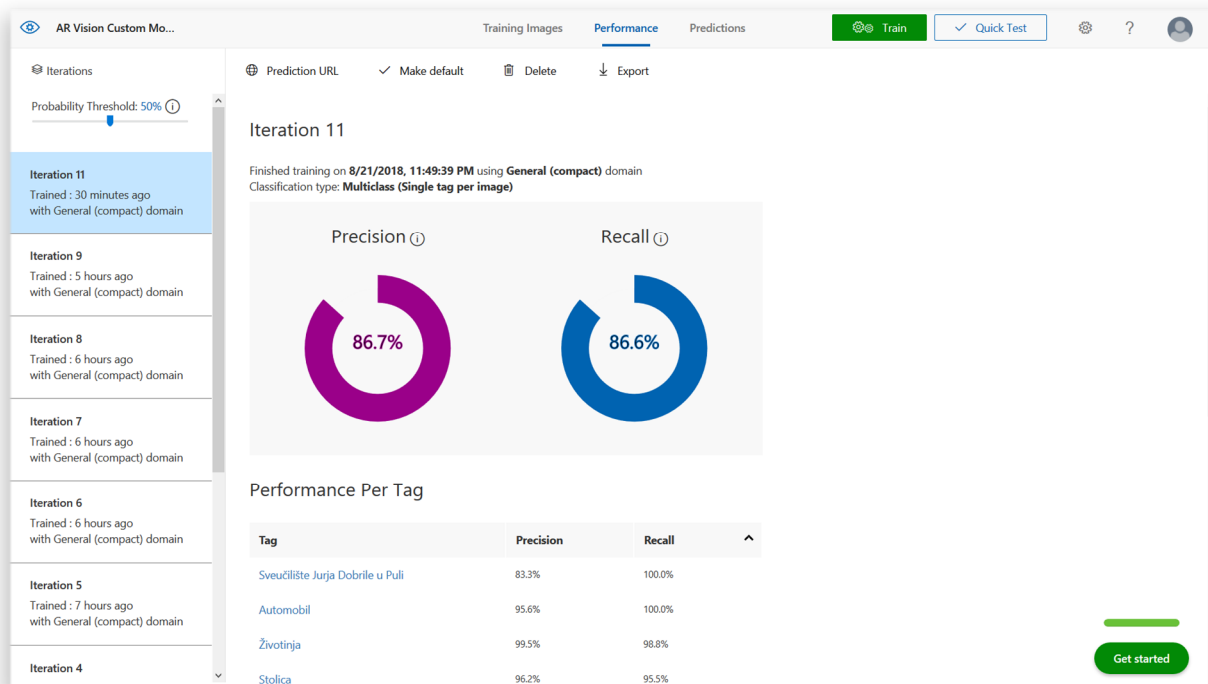 AR Vision Custom Mo...
Training Images
Performance
Predictions
Train
Quick Test
?
Iterations
Prediction URL
Make default
Delete
Export
Probability Threshold: 50%
Iteration 11
Trained : 30 minutes ago
with General (compact) domain
Iteration 9
Trained : 5 hours ago
with General (compact) domain
Iteration 8
Trained : 6 hours ago
with General (compact) domain
Iteration 7
Trained : 6 hours ago
with General (compact) domain
Iteration 6
Trained : 6 hours ago
with General (compact) domain
Iteration 5
Trained : 7 hours ago
with General (compact) domain
Iteration 4
Iteration 11
Finished training on 8/21/2018, 11:49:39 PM using General (compact) domain
Classification type: Multiclass (Single tag per image)
Precision
Recall
86.7%
86.6%
Performance Per Tag
Tag Precision Recall
Sveučilište Jurja Dobrile u Puli 83.3% 100.0%
Automobil 95.6% 100.0%
Životinja 99.5% 98.8%
Stolica 96.2% 95.5%
Get started